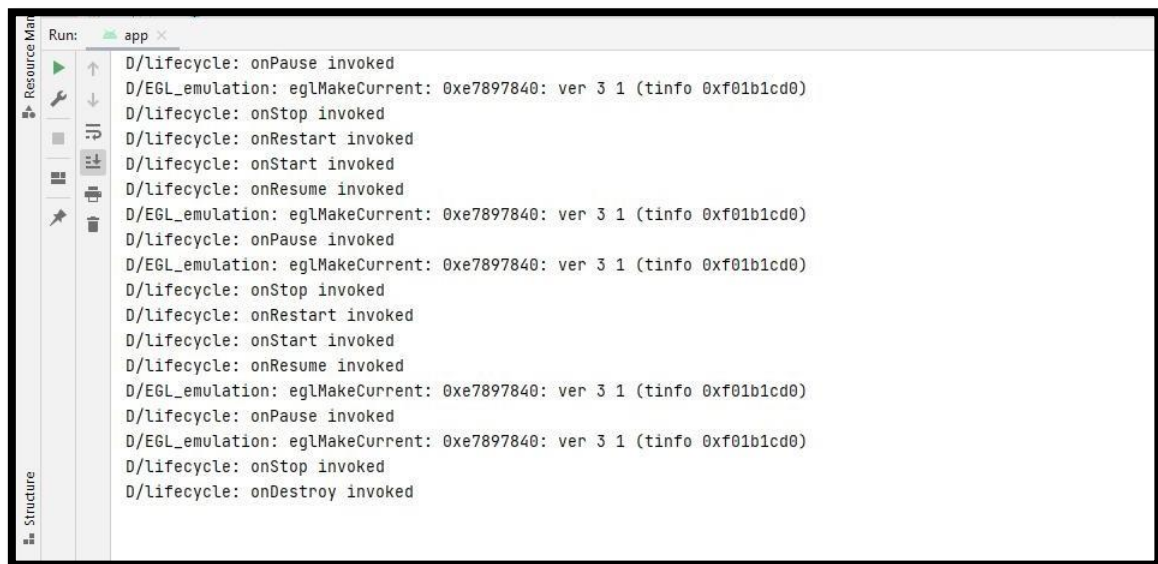 Resource Man
Run:
app
D/lifecycle: onPause invoked
D/EGL_emulation: eglMakeCurrent: 0xe7897840: ver 3 1 (tinfo 0xf01b1cd0)
D/lifecycle: onStop invoked
D/lifecycle: onRestart invoked
D/lifecycle: onStart invoked
D/lifecycle: onResume invoked
D/EGL_emulation: eglMakeCurrent: 0xe7897840: ver 3 1 (tinfo 0xf01b1cd0)
D/lifecycle: onPause invoked
D/EGL_emulation: eglMakeCurrent: 0xe7897840: ver 3 1 (tinfo 0xf01b1cd0)
D/lifecycle: onStop invoked
D/lifecycle: onRestart invoked
D/lifecycle: onStart invoked
D/lifecycle: onResume invoked
D/EGL_emulation: eglMakeCurrent: 0xe7897840: ver 3 1 (tinfo 0xf01b1cd0)
D/lifecycle: onPause invoked
D/EGL_emulation: eglMakeCurrent: 0xe7897840: ver 3 1 (tinfo 0xf01b1cd0)
D/lifecycle: onStop invoked
D/lifecycle: onDestroy invoked
Structure